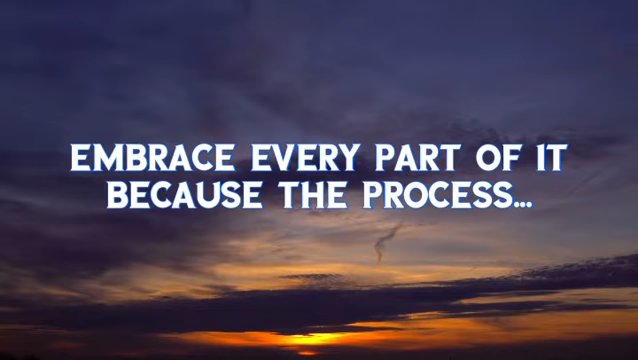 EMBRACE EVERY PART OF IT
BECAUSE THE PROCESS...